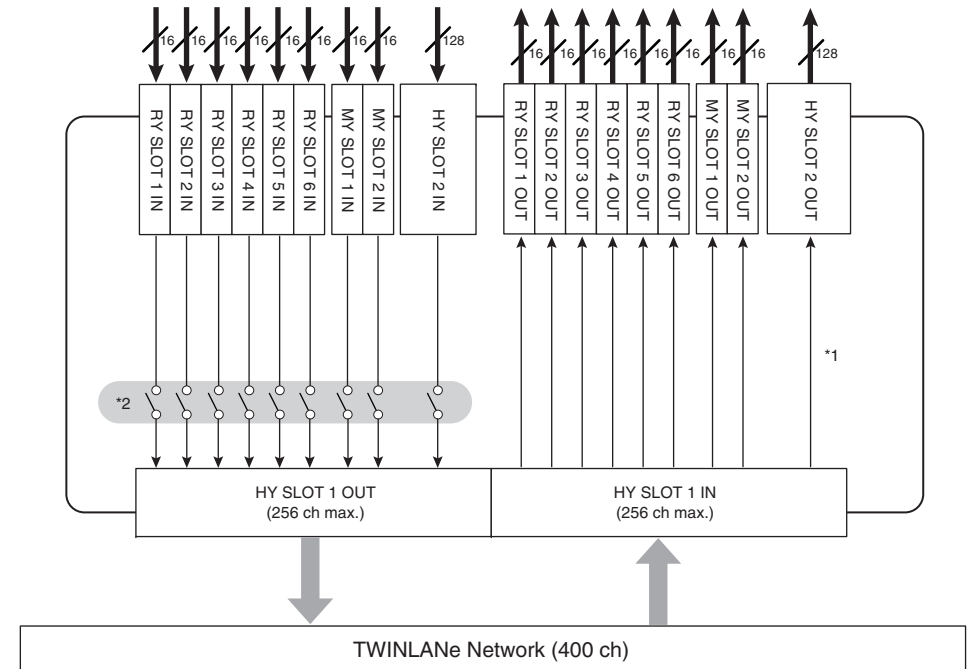 16 16 16 16 16 16 16 16 128 16 16 16 16 16 16 16 16 128
RY SLOT 1 IN
RY SLOT 2 IN
RY SLOT 3 IN
RY SLOT 4 IN
RY SLOT 5 IN
RY SLOT 6 IN
MY SLOT 1 IN
MY SLOT 2 IN
HY SLOT 2 IN
RY SLOT 1 OUT
RY SLOT 2 OUT
RY SLOT 3 OUT
RY SLOT 4 OUT
RY SLOT 5 OUT
RY SLOT 6 OUT
MY SLOT 1 OUT
MY SLOT 2 OUT
HY SLOT 2 OUT
*1
*2
HY SLOT 1 OUT
(256 ch max.)
HY SLOT 1 IN
(256 ch max.)
TWINLANe Network (400 ch)